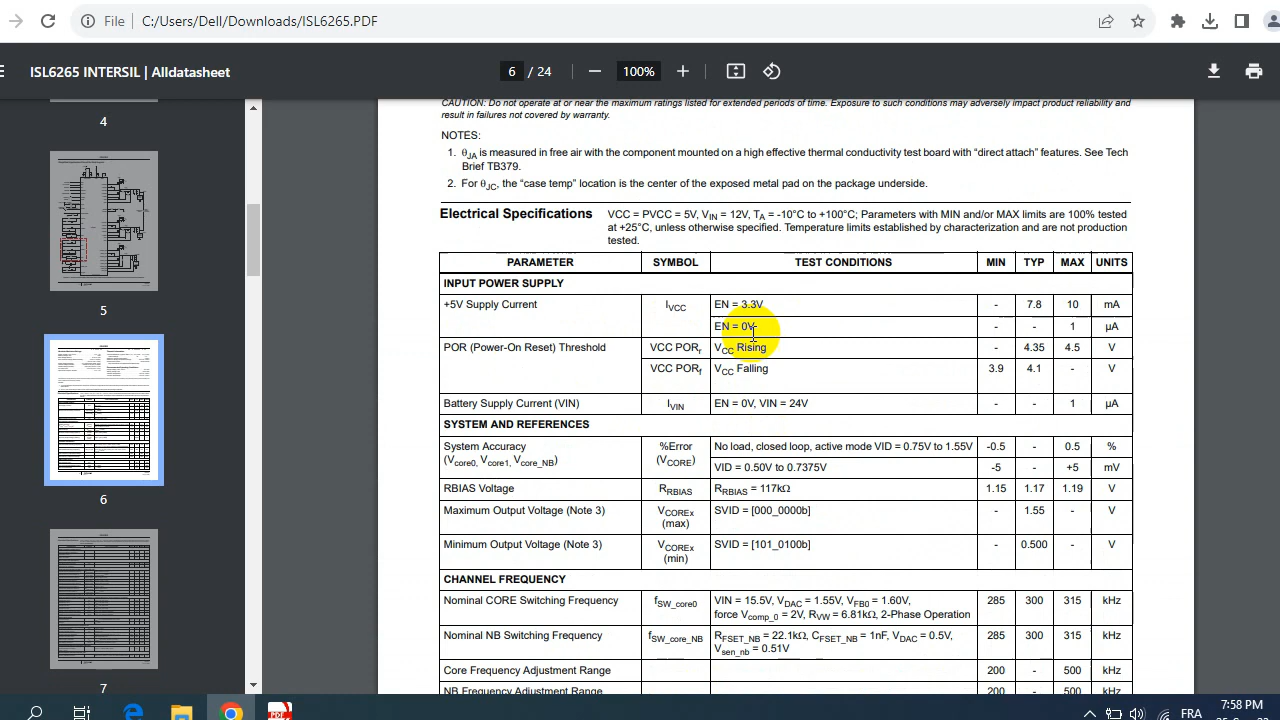 File C:/Users/Dell/Downloads/ISL6265.PDF
ISL6265 INTERSIL | Alldatasheet 6 / 24 100%
4
5
6
7
CAUTION: Do not operate at or near the maximum ratings listed for extended periods of time. Exposure to such conditions may adversely impact product reliability and
result in failures not covered by warranty.
NOTES:
1. θJA is measured in free air with the component mounted on a high effective thermal conductivity test board with “direct attach” features. See Tech
Brief TB379.
2. For θJC, the “case temp” location is the center of the exposed metal pad on the package underside.
Electrical Specifications VCC = PVCC = 5V, VIN = 12V, TA = -10°C to +100°C; Parameters with MIN and/or MAX limits are 100% tested
at +25°C, unless otherwise specified. Temperature limits established by characterization and are not production
tested.
PARAMETER SYMBOL TEST CONDITIONS MIN TYP MAX UNITS
INPUT POWER SUPPLY
+5V Supply Current IVCC EN = 3.3V - 7.8 10 mA
EN = 0V - - 1 µA
POR (Power-On Reset) Threshold VCC PORr VCC Rising - 4.35 4.5 V
VCC PORf VCC Falling 3.9 4.1 - V
Battery Supply Current (VIN) IVIN EN = 0V, VIN = 24V - - 1 µA
SYSTEM AND REFERENCES
System Accuracy %Error No load, closed loop, active mode VID = 0.75V to 1.55V -0.5 - 0.5 %
(Vcore0, Vcore1, Vcore_NB) (VCORE) VID = 0.50V to 0.7375V -5 - +5 mV
RBIAS Voltage RRBIAS RRBIAS = 117kΩ 1.15 1.17 1.19 V
Maximum Output Voltage (Note 3) VCOREx SVID = [000_0000b] - 1.55 - V
(max)
Minimum Output Voltage (Note 3) VCOREx SVID = [101_0100b] - 0.500 - V
(min)
CHANNEL FREQUENCY
Nominal CORE Switching Frequency fSW_core0 VIN = 15.5V, VDAC = 1.55V, VFB0 = 1.60V, 285 300 315 kHz
force Vcomp_0 = 2V, RVW = 6.81kΩ, 2-Phase Operation
Nominal NB Switching Frequency fSW_core_NB RFSET_NB = 22.1kΩ, CFSET_NB = 1nF, VDAC = 0.5V, 285 300 315 kHz
Vsen_nb = 0.51V
Core Frequency Adjustment Range 200 - 500 kHz
NB Frequency Adjustment Range 200 - 500 kHz
FRA 7:58 PM